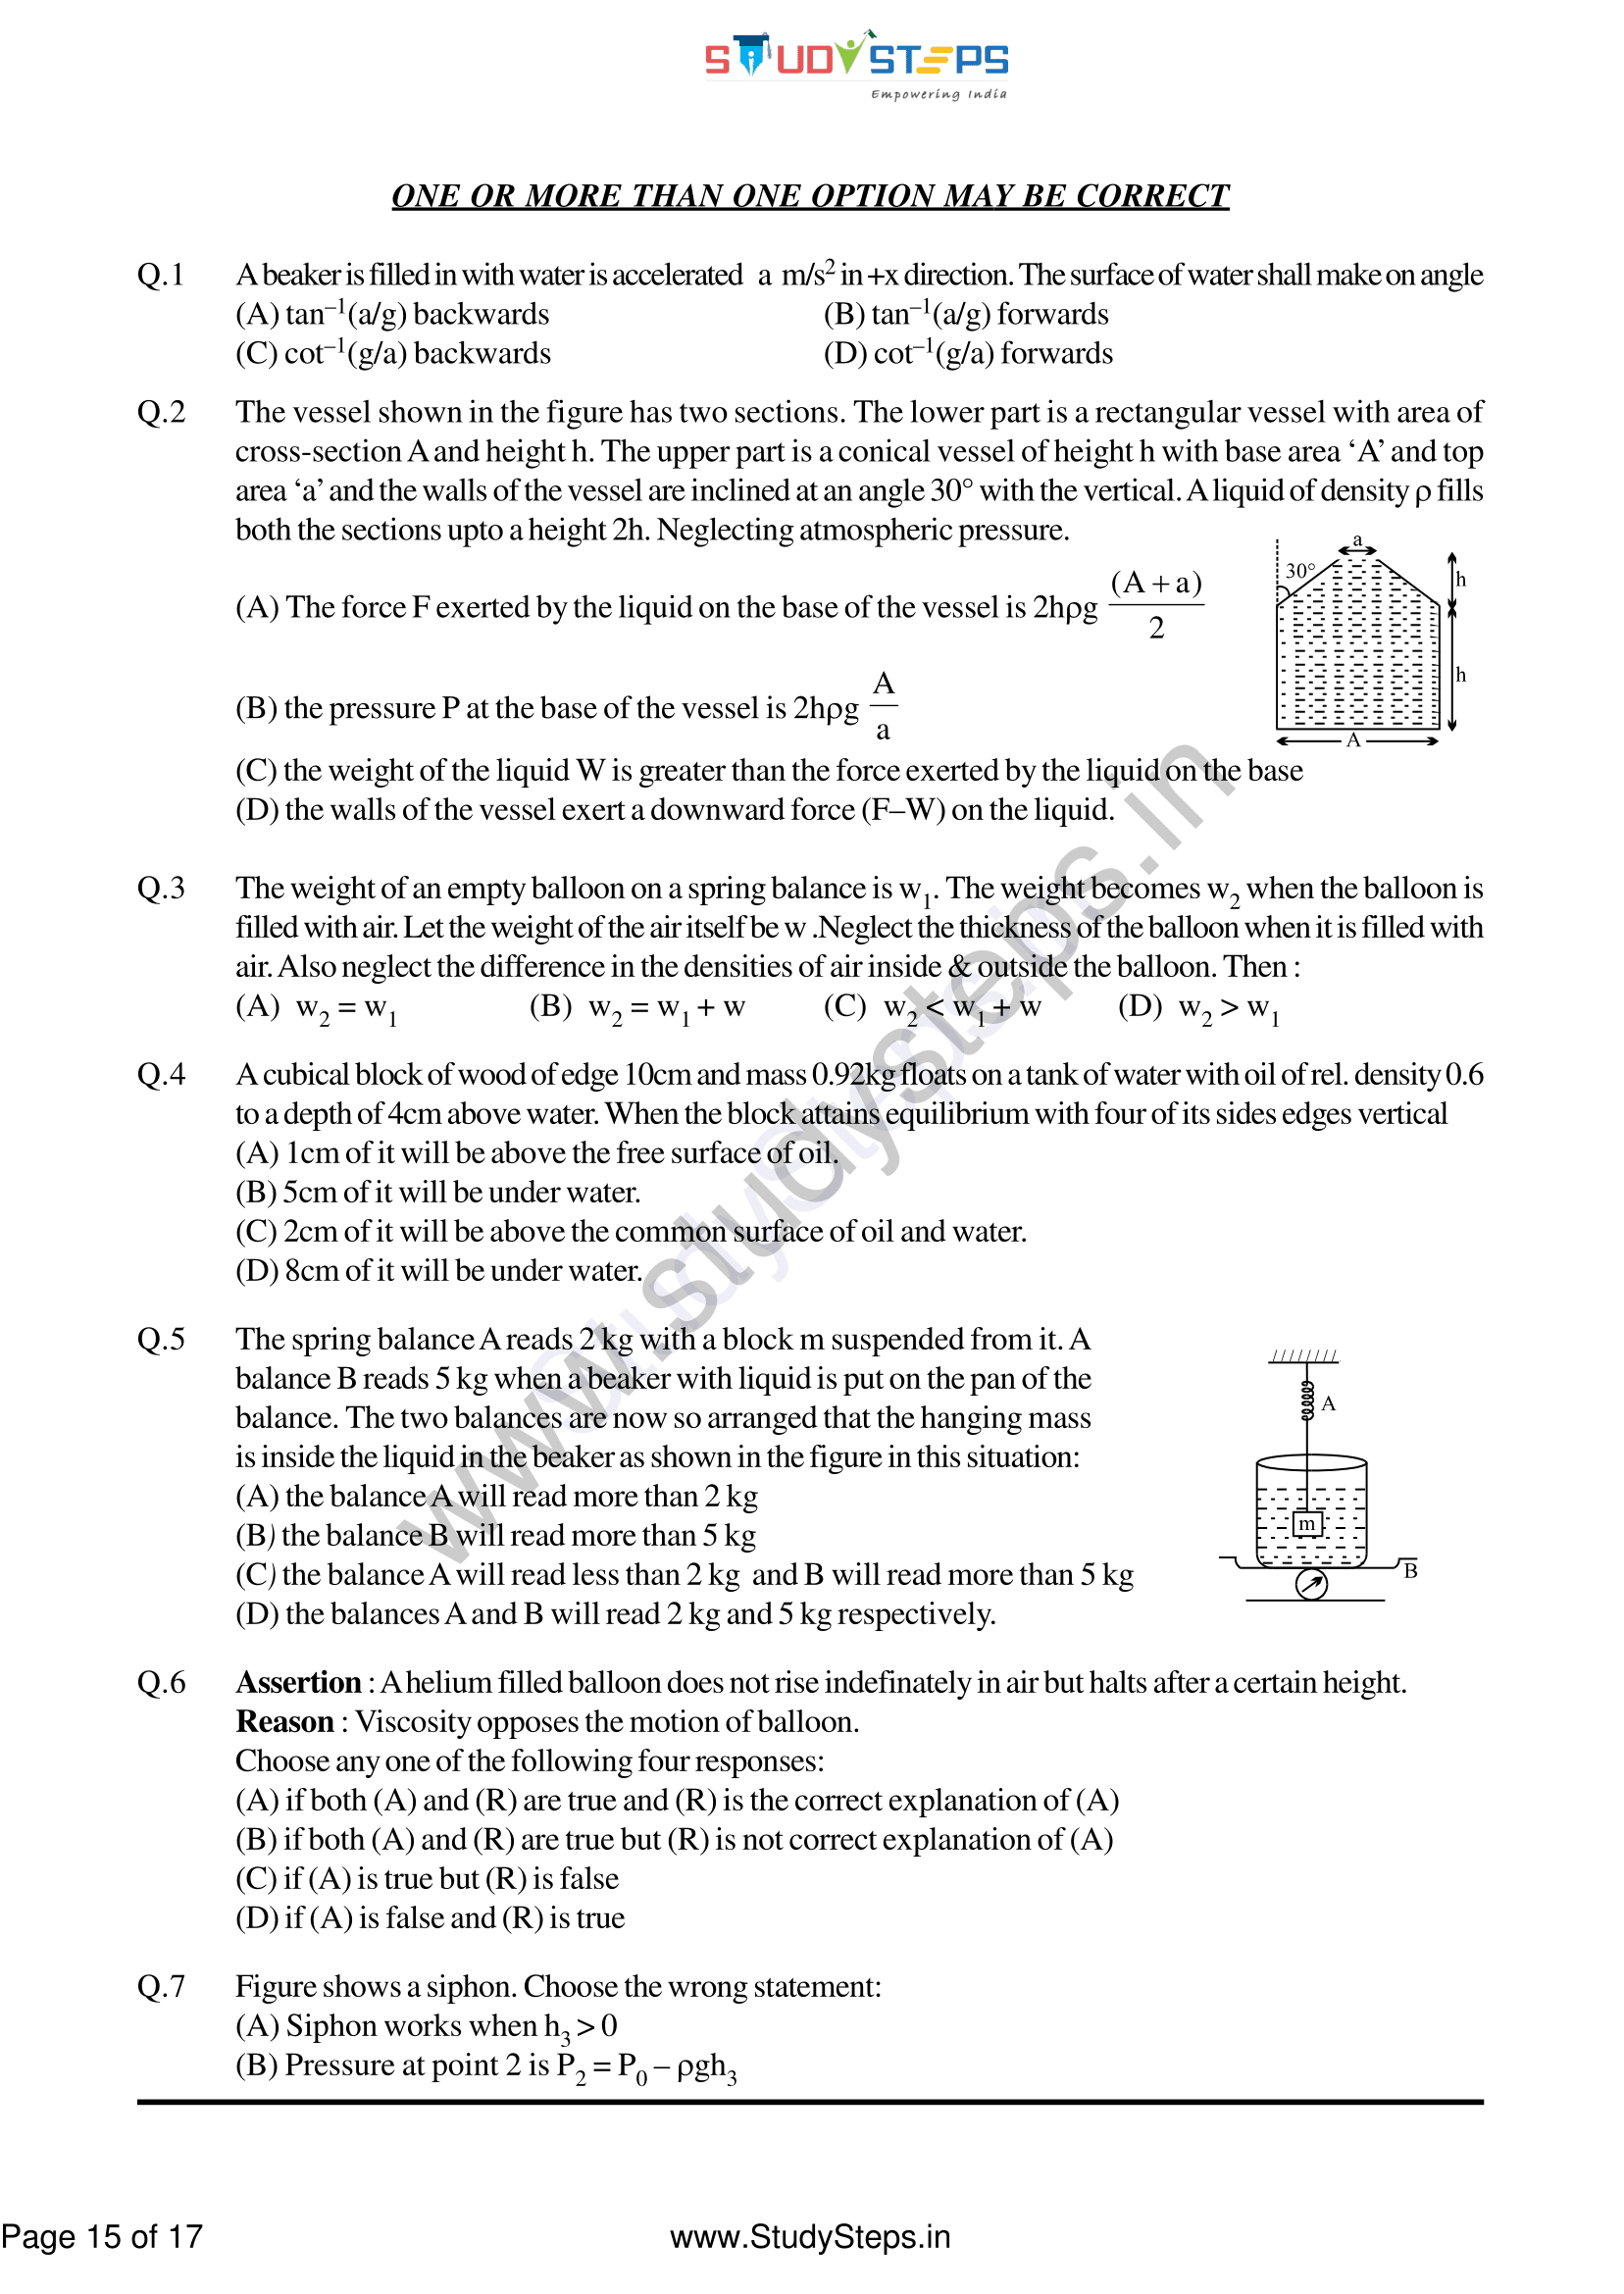 STUDYSTEPS
Empowering India
ONE OR MORE THAN ONE OPTION MAY BE CORRECT
Q.1 A beaker is filled in with water is accelerated a m/s² in +x direction. The surface of water shall make on angle
(A) tan⁻¹(a/g) backwards (B) tan⁻¹(a/g) forwards
(C) cot⁻¹(g/a) backwards (D) cot⁻¹(g/a) forwards
Q.2 The vessel shown in the figure has two sections. The lower part is a rectangular vessel with area of
cross-section A and height h. The upper part is a conical vessel of height h with base area ‘A’ and top
area ‘a’ and the walls of the vessel are inclined at an angle 30° with the vertical. A liquid of density ρ fills
both the sections upto a height 2h. Neglecting atmospheric pressure.
(A) The force F exerted by the liquid on the base of the vessel is 2hρg (A + a)/2
(B) the pressure P at the base of the vessel is 2hρg A/a
(C) the weight of the liquid W is greater than the force exerted by the liquid on the base
(D) the walls of the vessel exert a downward force (F–W) on the liquid.
a
30°
h
h
A
Q.3 The weight of an empty balloon on a spring balance is w₁. The weight becomes w₂ when the balloon is
filled with air. Let the weight of the air itself be w .Neglect the thickness of the balloon when it is filled with
air. Also neglect the difference in the densities of air inside & outside the balloon. Then :
(A) w₂ = w₁ (B) w₂ = w₁ + w (C) w₂ < w₁ + w (D) w₂ > w₁
Q.4 A cubical block of wood of edge 10cm and mass 0.92kg floats on a tank of water with oil of rel. density 0.6
to a depth of 4cm above water. When the block attains equilibrium with four of its sides edges vertical
(A) 1cm of it will be above the free surface of oil.
(B) 5cm of it will be under water.
(C) 2cm of it will be above the common surface of oil and water.
(D) 8cm of it will be under water.
Q.5 The spring balance A reads 2 kg with a block m suspended from it. A
balance B reads 5 kg when a beaker with liquid is put on the pan of the
balance. The two balances are now so arranged that the hanging mass
is inside the liquid in the beaker as shown in the figure in this situation:
(A) the balance A will read more than 2 kg
(B) the balance B will read more than 5 kg
(C) the balance A will read less than 2 kg and B will read more than 5 kg
(D) the balances A and B will read 2 kg and 5 kg respectively.
A
m
B
Q.6 Assertion : A helium filled balloon does not rise indefinately in air but halts after a certain height.
Reason : Viscosity opposes the motion of balloon.
Choose any one of the following four responses:
(A) if both (A) and (R) are true and (R) is the correct explanation of (A)
(B) if both (A) and (R) are true but (R) is not correct explanation of (A)
(C) if (A) is true but (R) is false
(D) if (A) is false and (R) is true
Q.7 Figure shows a siphon. Choose the wrong statement:
(A) Siphon works when h₃ > 0
(B) Pressure at point 2 is P₂ = P₀ – ρgh₃
www.studysteps.in
Page 15 of 17 www.StudySteps.in